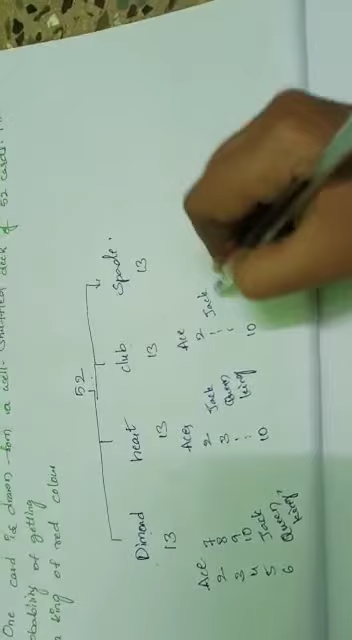 One card is drawn from a well-shuffled deck of 52 cards.
probability of getting
a king of red colour
52
Dimond heart club Spade.
13 13 13 13
Ace 7
2 8
3 9
4 10
5 Jack
6 Queen
king
Aces
2 Jack
3 Queen
: king
10
Ace
2 Jack
:
10